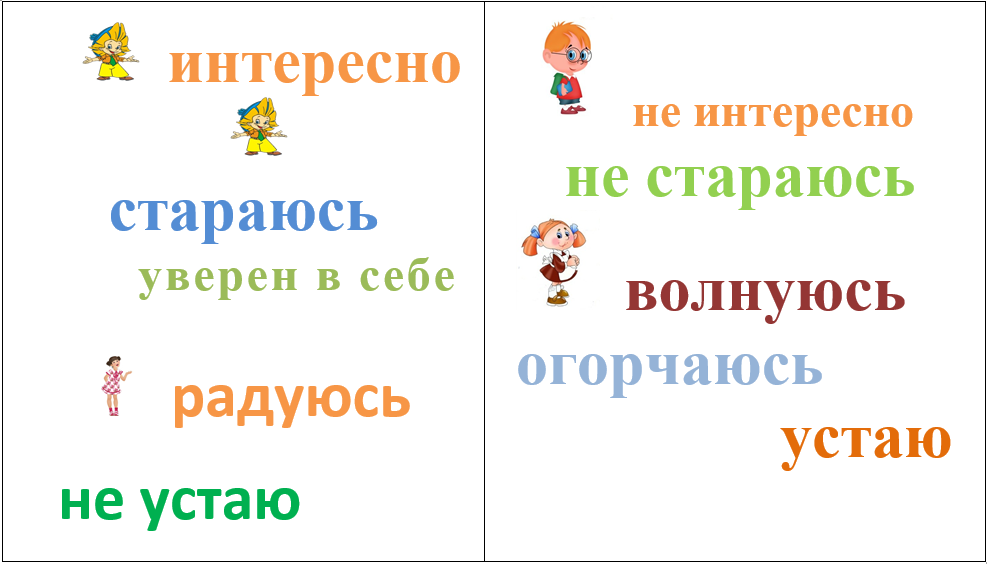 интересно
стараюсь
уверен в себе
радуюсь
не устаю
не интересно
не стараюсь
волнуюсь
огорчаюсь
устаю